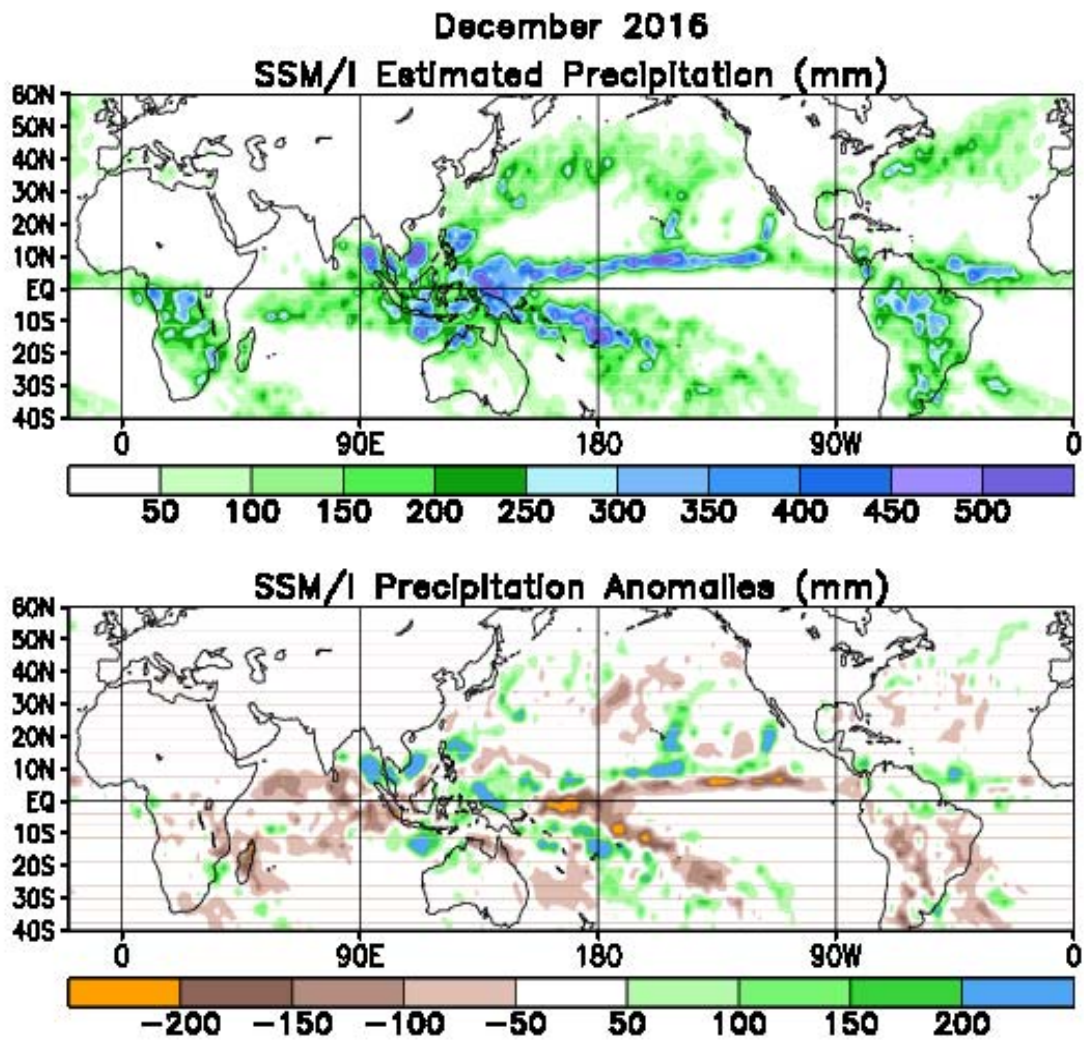 December 2016
SSM/I Estimated Precipitation (mm)
60N
50N
40N
30N
20N
10N
EQ
10S
20S
30S
40S
0 90E 180 90W 0
50 100 150 200 250 300 350 400 450 500
SSM/I Precipitation Anomalies (mm)
60N
50N
40N
30N
20N
10N
EQ
10S
20S
30S
40S
0 90E 180 90W 0
−200 −150 −100 −50 50 100 150 200